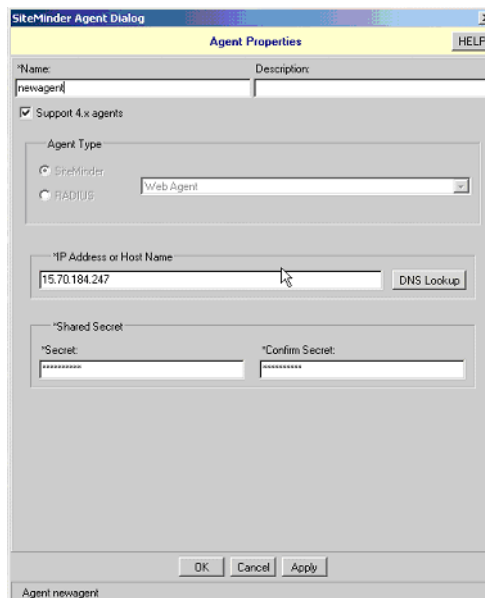 SiteMinder Agent Dialog
Agent Properties
HELP
*Name:
Description:
newagent
Support 4.x agents
Agent Type
SiteMinder
Web Agent
RADIUS
*IP Address or Host Name
15.70.184.247
DNS Lookup
*Shared Secret
*Secret:
*Confirm Secret:
********** **********
OK Cancel Apply
Agent newagent